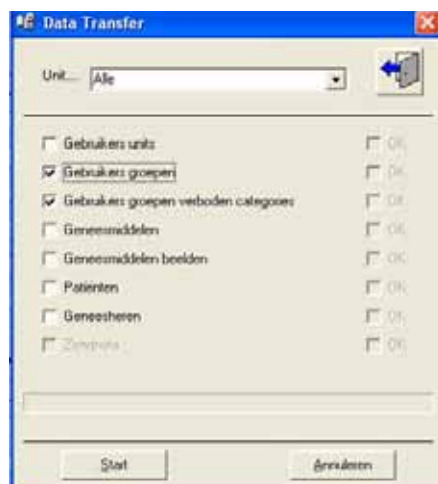 Data Transfer
Unit... Alle
Gebruikers units OK
Gebruikers groepen OK
Gebruikers groepen verboden categories OK
Geneesmiddelen OK
Geneesmiddelen beelden OK
Patienten OK
Geneesheren OK
OK
Start Annuleren